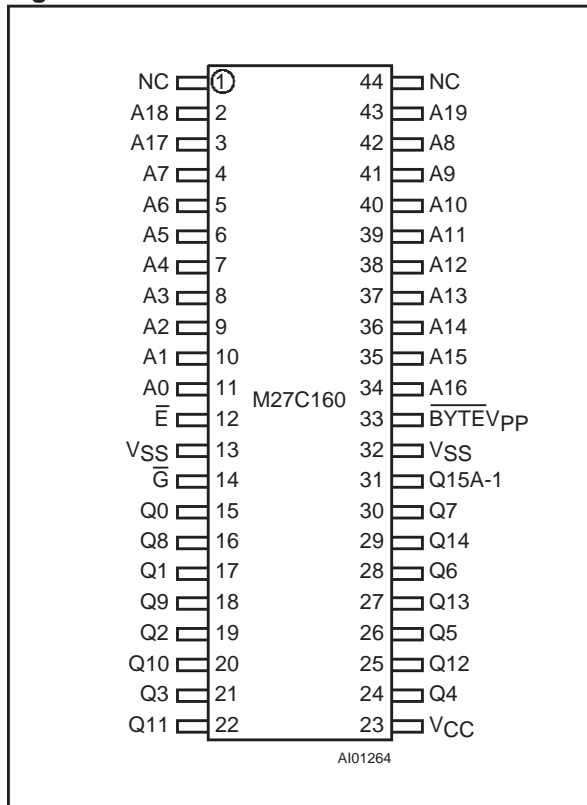 NC 1 44 NC
A18 2 43 A19
A17 3 42 A8
A7 4 41 A9
A6 5 40 A10
A5 6 39 A11
A4 7 38 A12
A3 8 37 A13
A2 9 36 A14
A1 10 35 A15
A0 11 34 A16
M27C160
E̅ 12 33 B̅Y̅T̅E̅VPP
VSS 13 32 VSS
G̅ 14 31 Q15A-1
Q0 15 30 Q7
Q8 16 29 Q14
Q1 17 28 Q6
Q9 18 27 Q13
Q2 19 26 Q5
Q10 20 25 Q12
Q3 21 24 Q4
Q11 22 23 VCC
AI01264